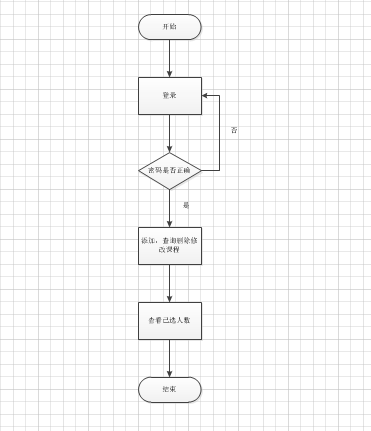 开始
登录
否
密码是否正确
是
添加，查询删除修
改课程
查看已选人数
结束